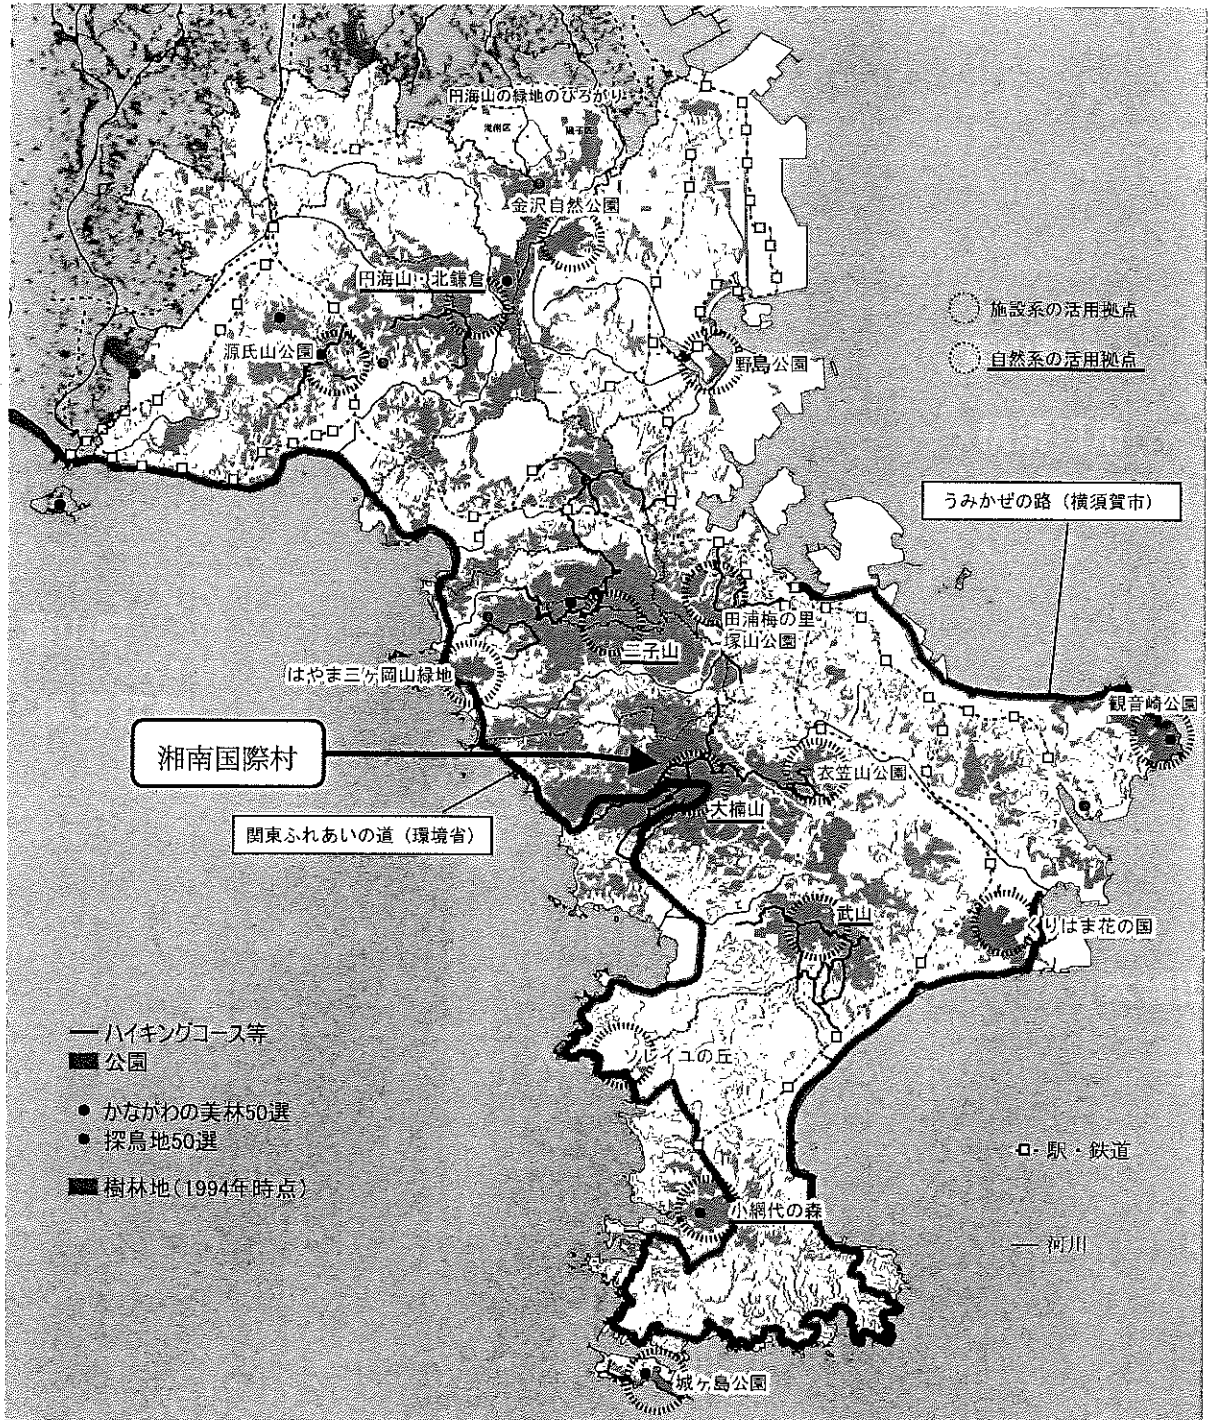 円海山の緑地のひろがり
港南区
磯子区
金沢自然公園
円海山・北鎌倉
施設系の活用拠点
源氏山公園
野島公園
自然系の活用拠点
うみかぜの路（横須賀市）
田浦梅の里
塚山公園
二子山
はやま三ヶ岡山緑地
観音崎公園
湘南国際村
衣笠山公園
大楠山
関東ふれあいの道（環境省）
武山
くりはま花の国
ハイキングコース等
ソレイユの丘
公園
かながわの美林50選
探鳥地50選
駅・鉄道
樹林地（1994年時点）
小網代の森
河川
城ヶ島公園